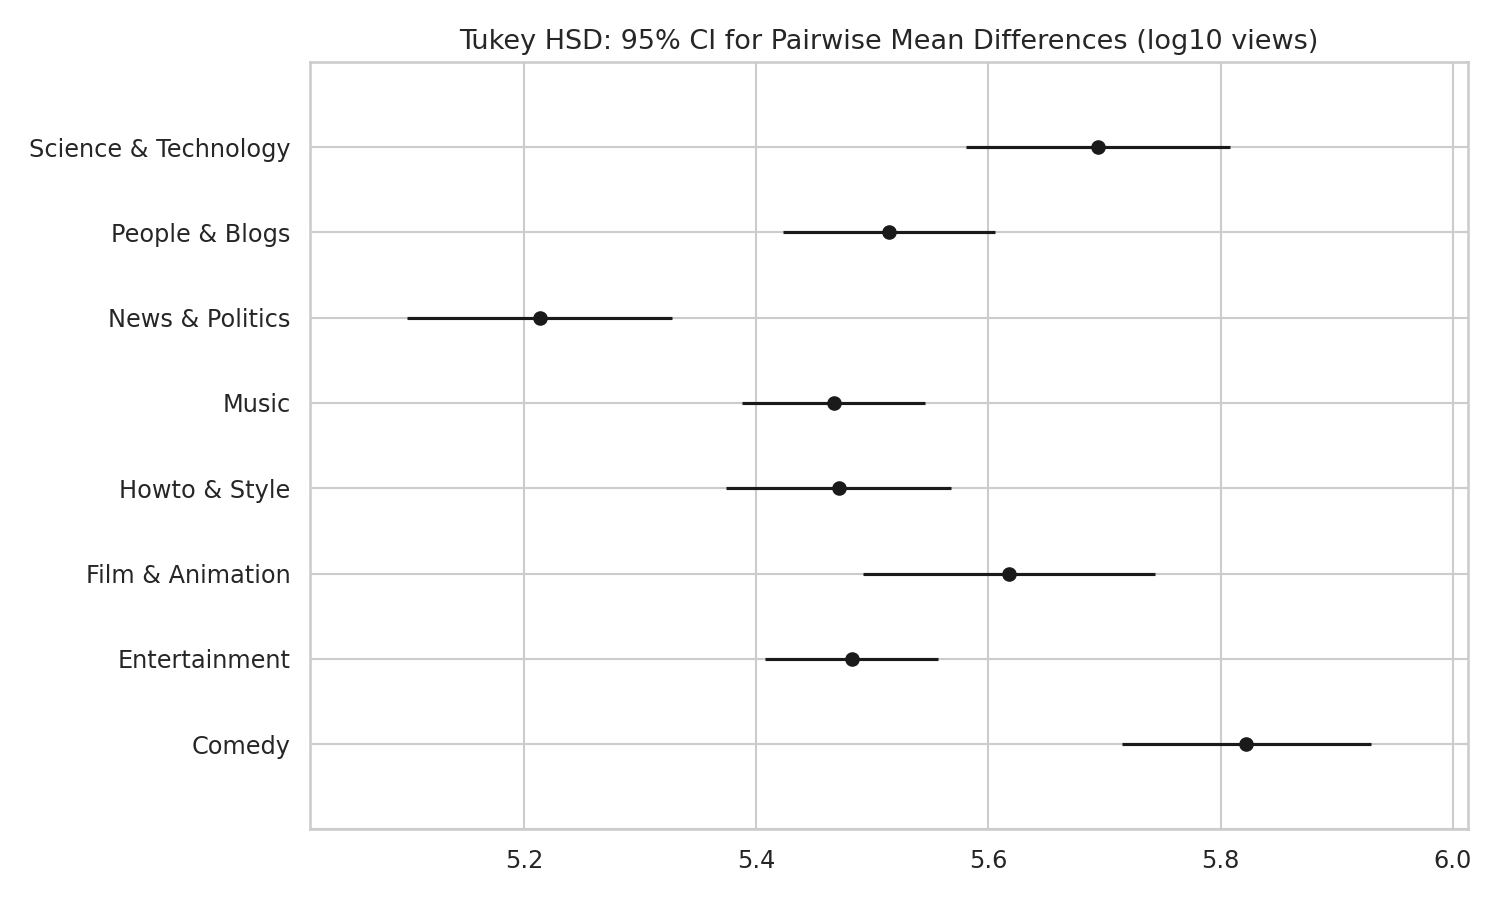 Tukey HSD: 95% CI for Pairwise Mean Differences (log10 views)
Science & Technology
People & Blogs
News & Politics
Music
Howto & Style
Film & Animation
Entertainment
Comedy
5.2 5.4 5.6 5.8 6.0